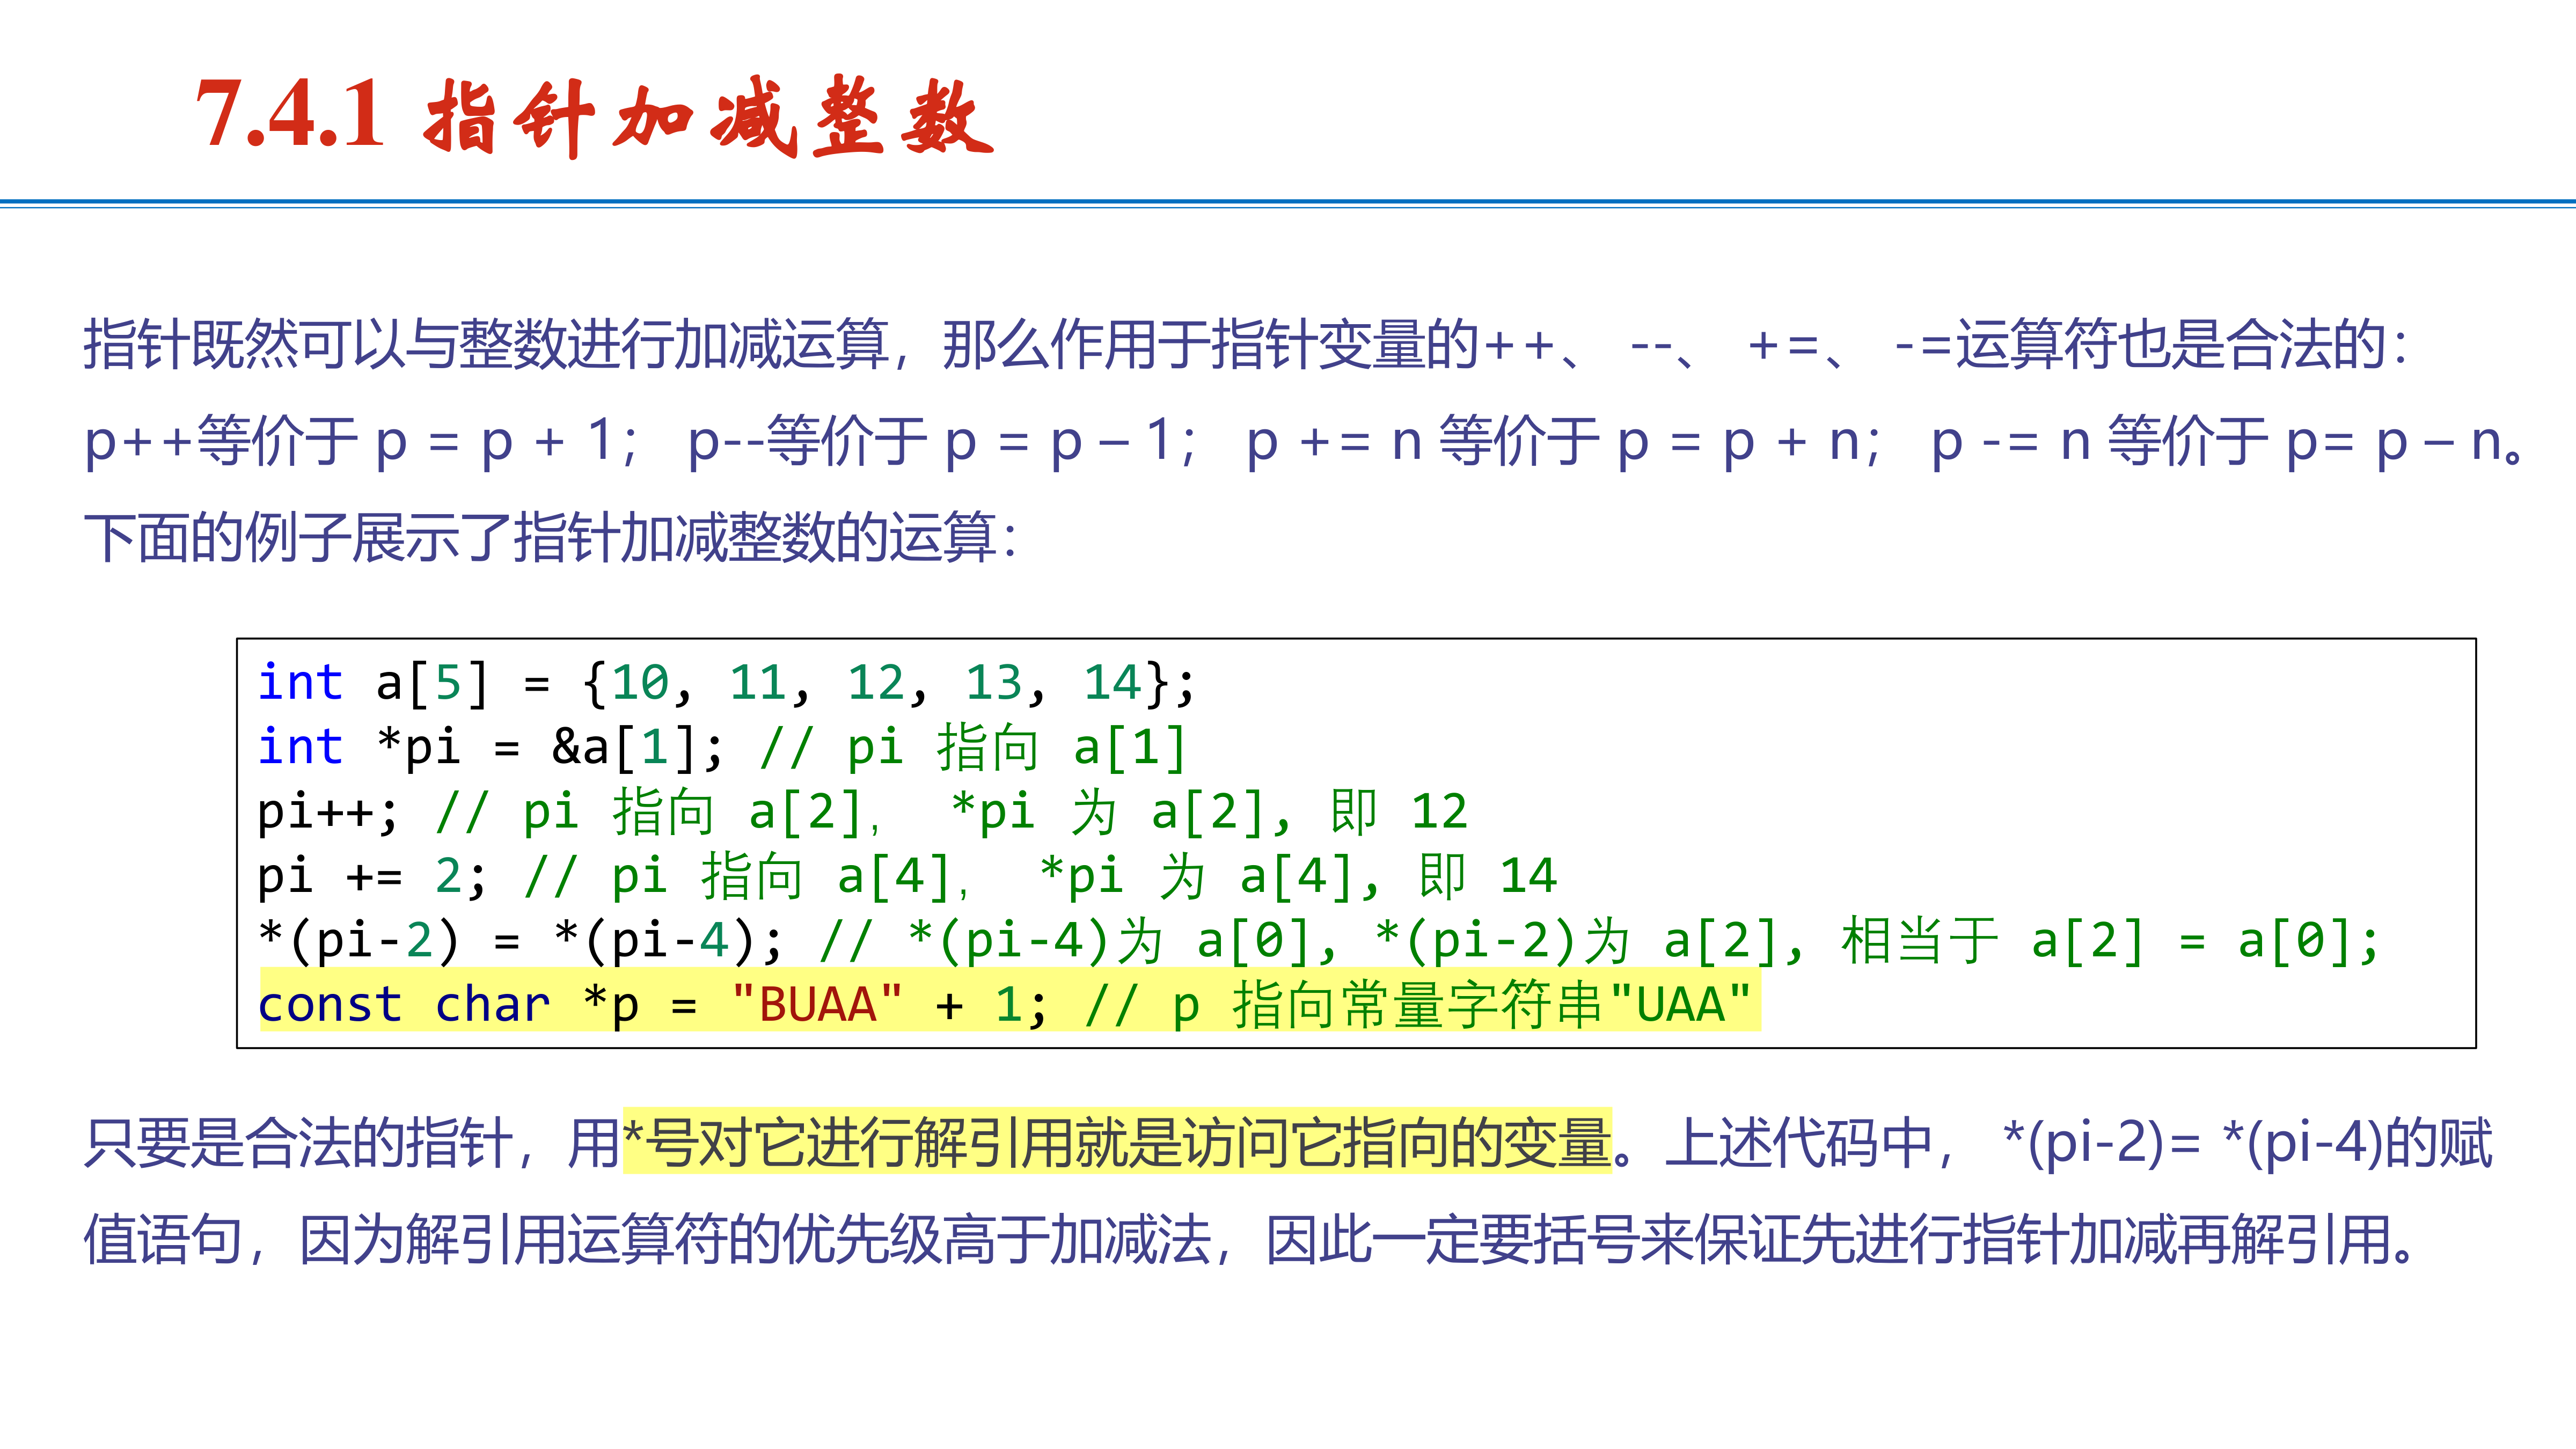 7.4.1 指针加减整数
指针既然可以与整数进行加减运算，那么作用于指针变量的++、 --、 +=、 -=运算符也是合法的：
p++等价于 p = p + 1； p--等价于 p = p – 1； p += n 等价于 p = p + n； p -= n 等价于 p= p – n。
下面的例子展示了指针加减整数的运算：
int a[5] = {10, 11, 12, 13, 14};
int *pi = &a[1]; // pi 指向 a[1]
pi++; // pi 指向 a[2]， *pi 为 a[2], 即 12
pi += 2; // pi 指向 a[4]， *pi 为 a[4], 即 14
*(pi-2) = *(pi-4); // *(pi-4)为 a[0], *(pi-2)为 a[2], 相当于 a[2] = a[0];
const char *p = "BUAA" + 1; // p 指向常量字符串"UAA"
只要是合法的指针，用*号对它进行解引用就是访问它指向的变量。上述代码中， *(pi-2)= *(pi-4)的赋
值语句，因为解引用运算符的优先级高于加减法，因此一定要括号来保证先进行指针加减再解引用。